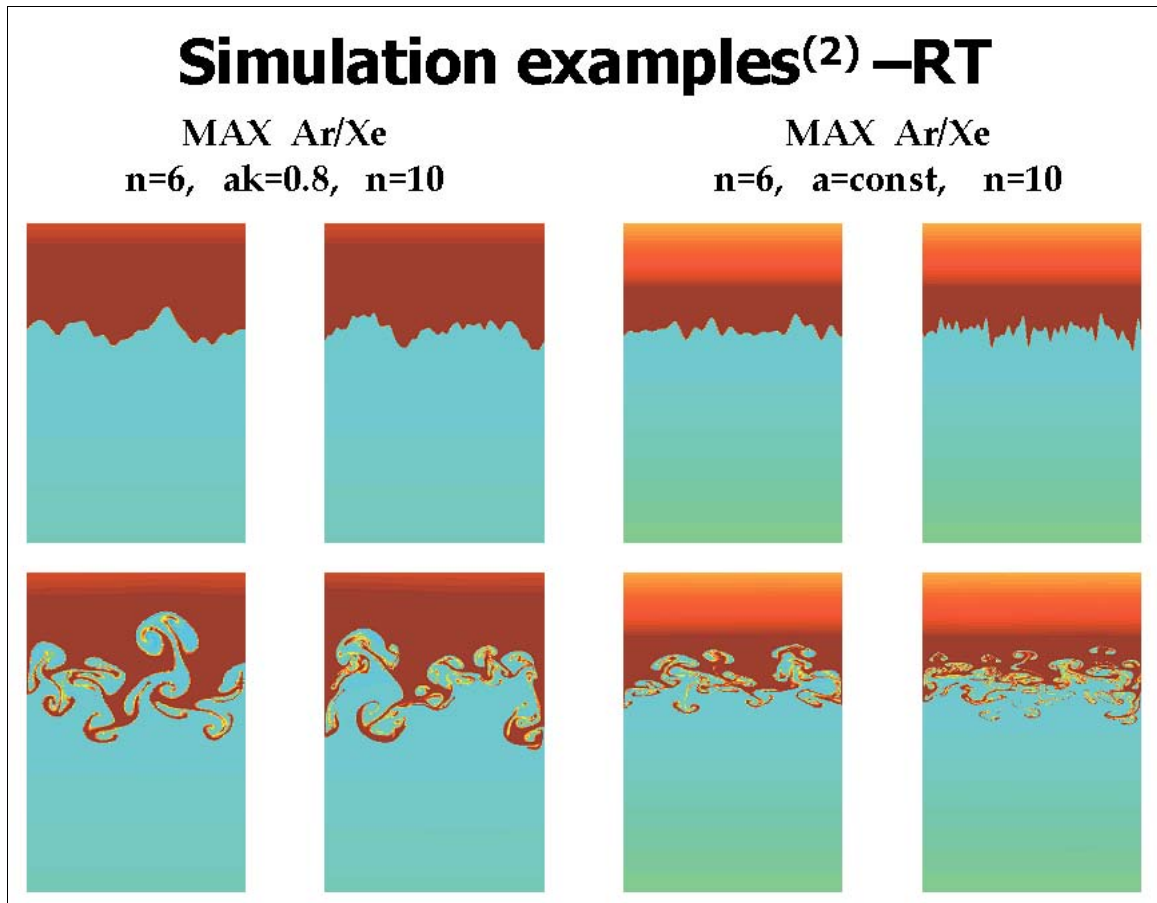 Simulation examples(2) –RT
MAX Ar/Xe
n=6, ak=0.8, n=10
MAX Ar/Xe
n=6, a=const, n=10